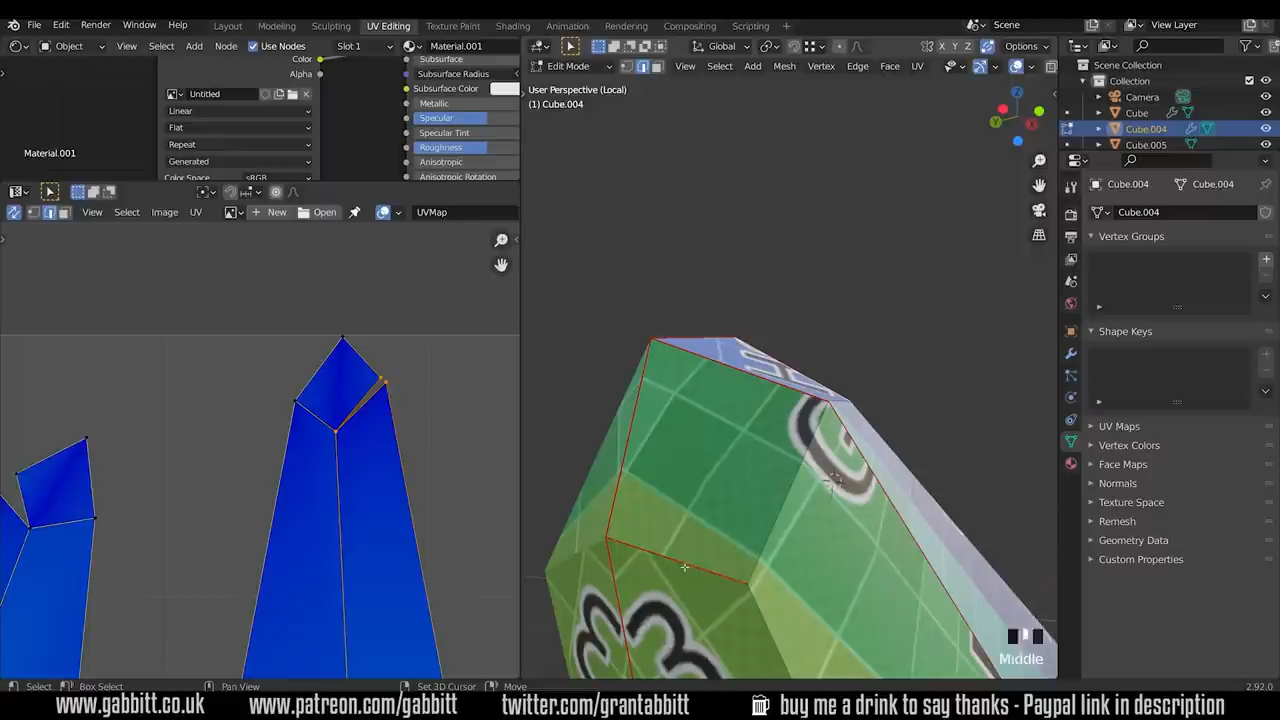 File Edit Render Window Help Layout Modeling Sculpting UV Editing Texture Paint Shading Animation Rendering Compositing Scripting + Scene View Layer
Object View Select Add Node Use Nodes Slot 1 Material.001 Global X Y Z Options
Edit Mode View Select Add Mesh Vertex Edge Face UV
Color
Alpha
Untitled
Linear
Flat
Repeat
Generated
Color Space sRGB
Material.001
Subsurface
Subsurface Radius
Subsurface Color
Metallic
Specular
Specular Tint
Roughness
Anisotropic
Anisotropic Rotation
View Select Image UV New Open UVMap
User Perspective (Local)
(1) Cube.004
Scene Collection
Collection
Camera
Cube
Cube.004
Cube.005
Cube.004 Cube.004
Cube.004
Vertex Groups
Shape Keys
UV Maps
Vertex Colors
Face Maps
Normals
Texture Space
Remesh
Geometry Data
Custom Properties
Middle
Select Box Select Pan View Set 3D Cursor Move 2.92.0
www.gabbitt.co.uk www.patreon.com/gabbitt twitter.com/grantabbitt buy me a drink to say thanks - Paypal link in description